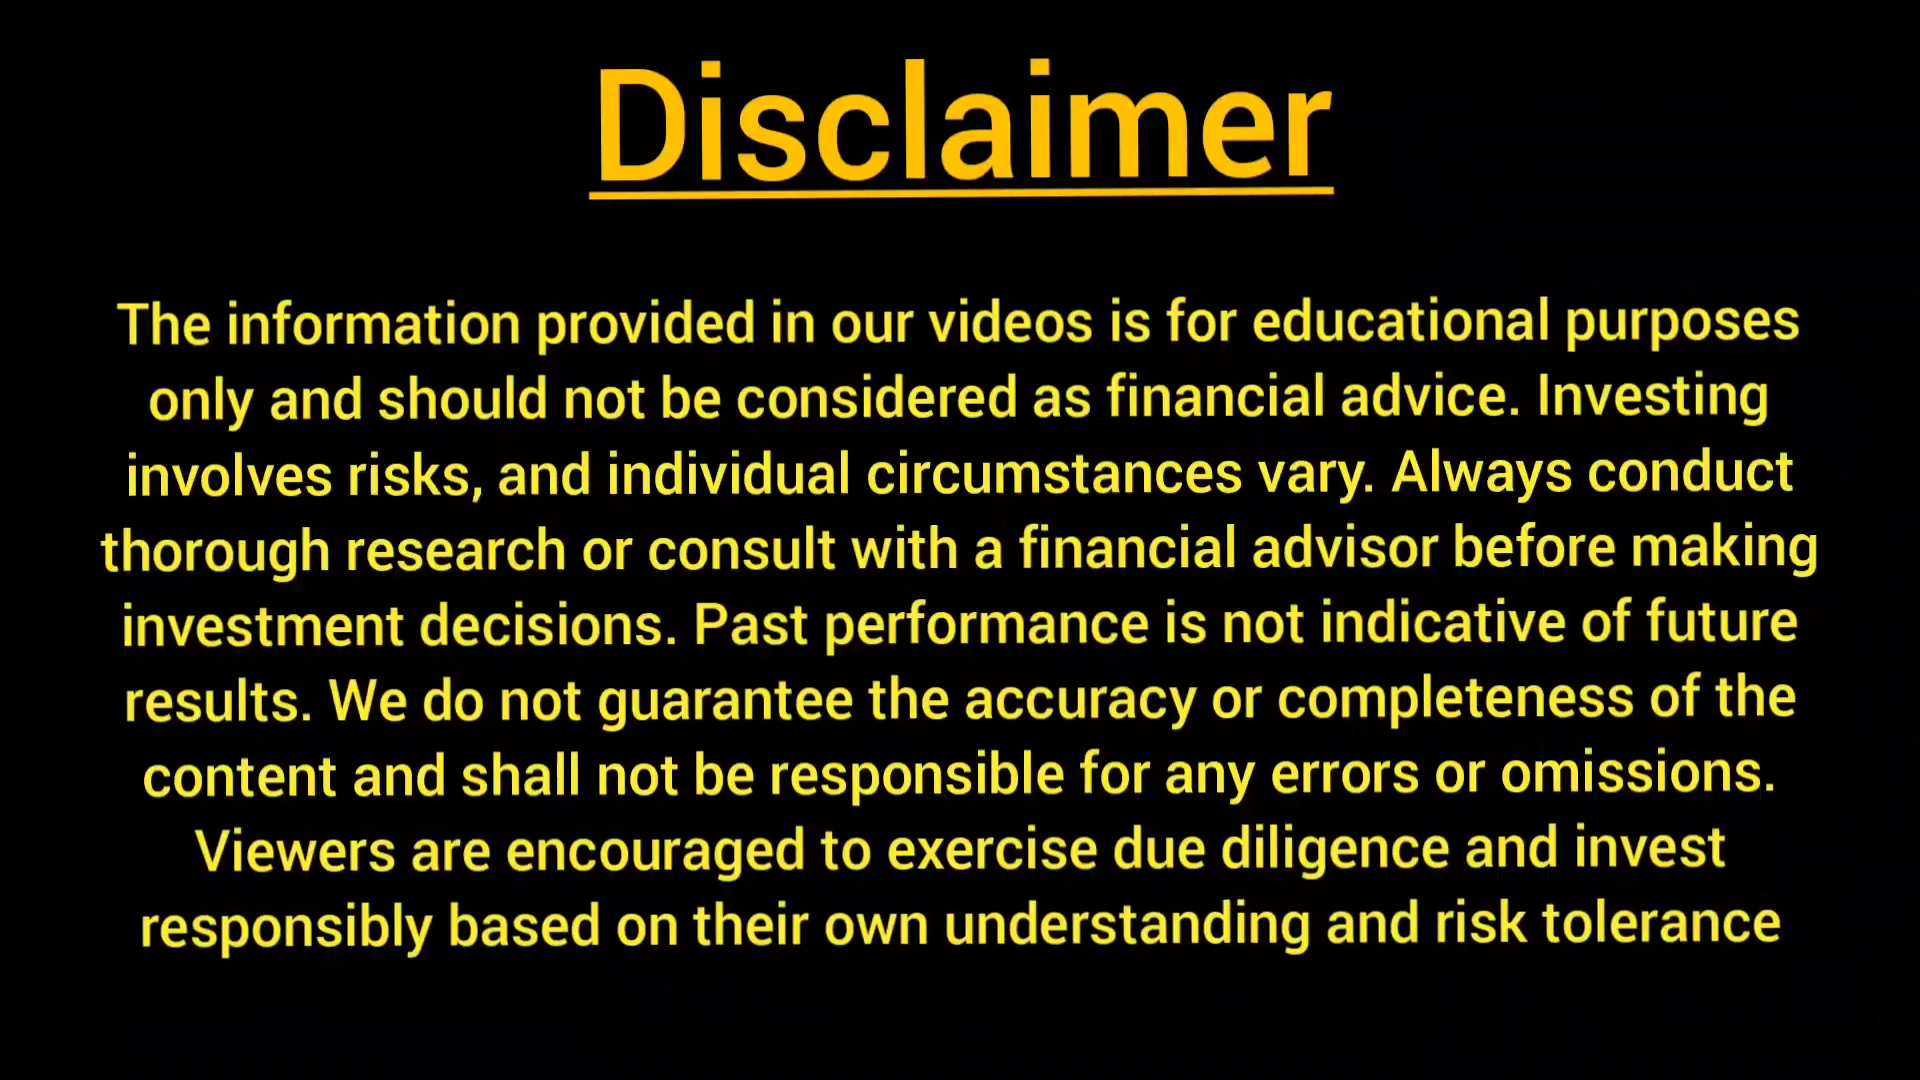 Disclaimer
The information provided in our videos is for educational purposes
only and should not be considered as financial advice. Investing
involves risks, and individual circumstances vary. Always conduct
thorough research or consult with a financial advisor before making
investment decisions. Past performance is not indicative of future
results. We do not guarantee the accuracy or completeness of the
content and shall not be responsible for any errors or omissions.
Viewers are encouraged to exercise due diligence and invest
responsibly based on their own understanding and risk tolerance